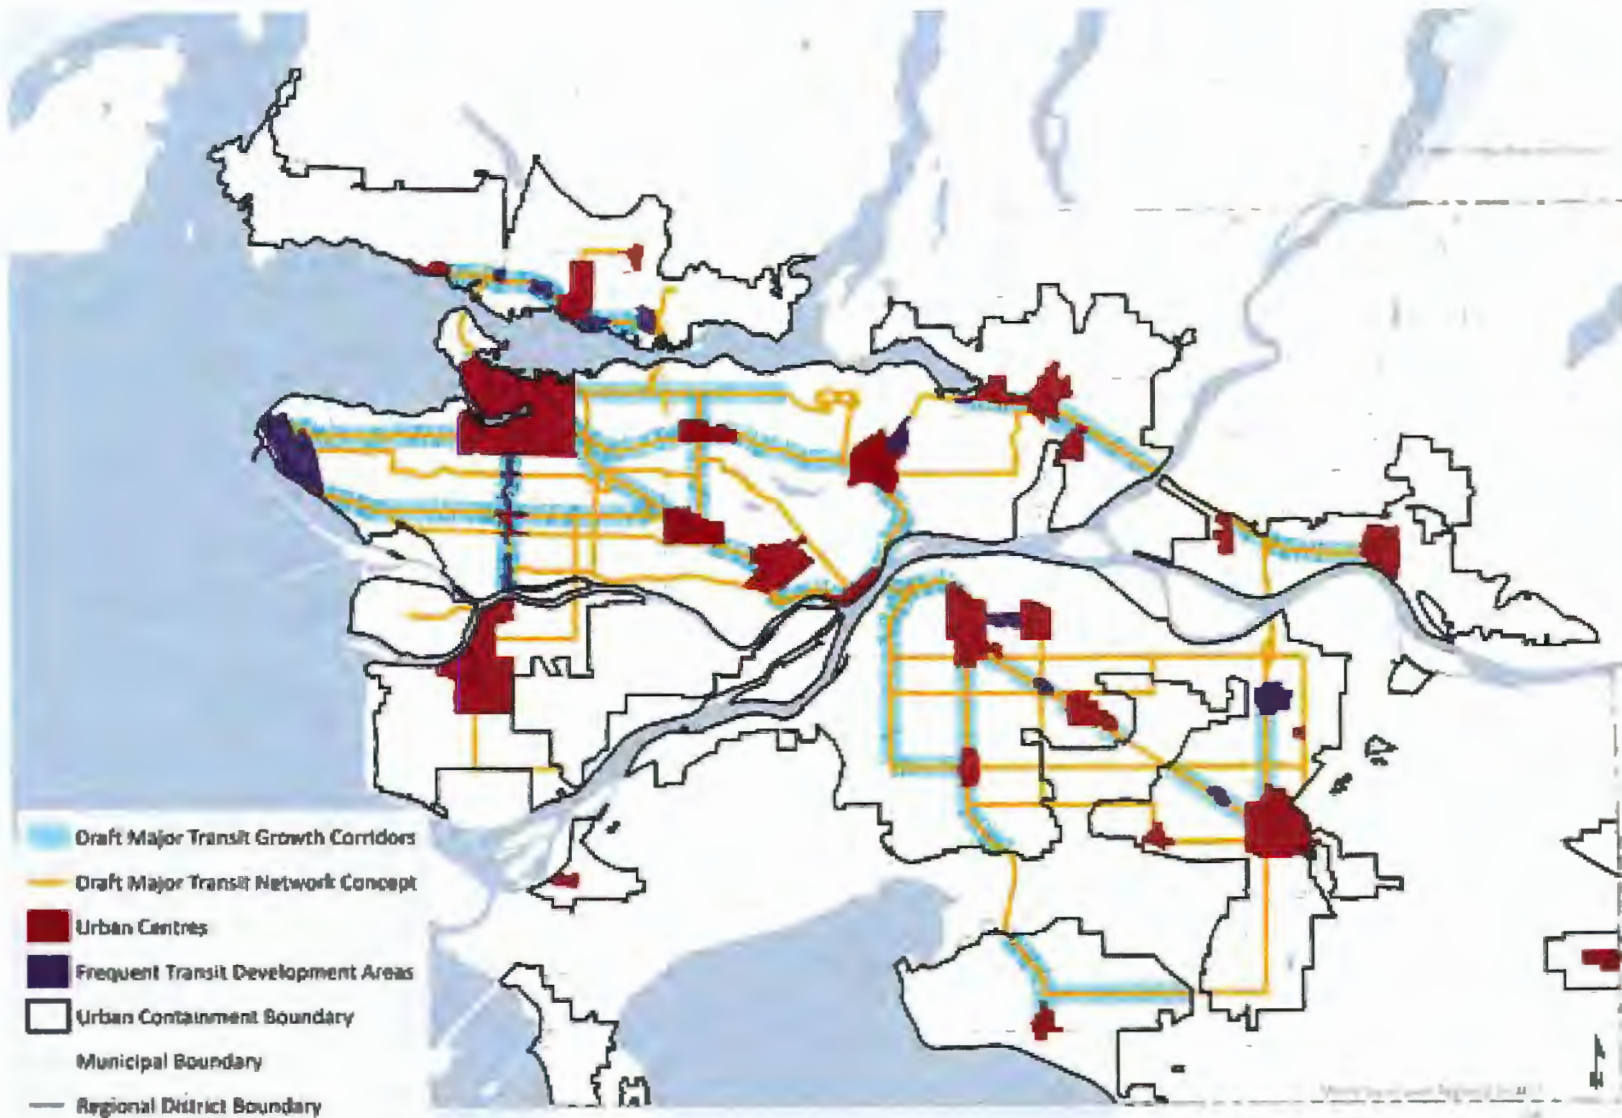 Draft Major Transit Growth Corridors
Draft Major Transit Network Concept
Urban Centres
Frequent Transit Development Areas
Urban Containment Boundary
Municipal Boundary
Regional District Boundary
N